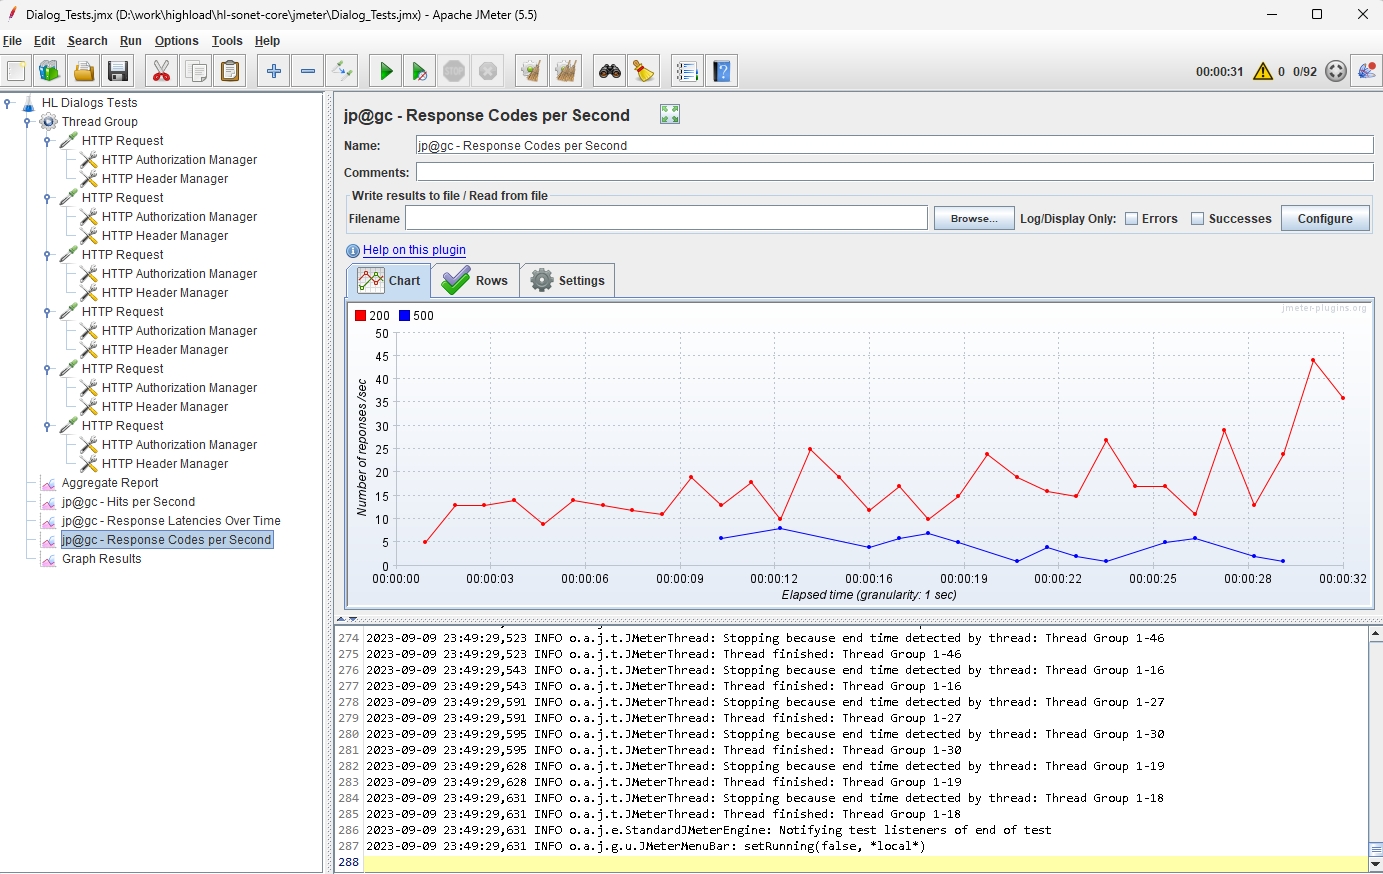 Dialog_Tests.jmx (D:\work\highload\hl-sonet-core\jmeter\Dialog_Tests.jmx) - Apache JMeter (5.5)
File Edit Search Run Options Tools Help
STOP
00:00:31 0 0/92
HL Dialogs Tests
Thread Group
HTTP Request
HTTP Authorization Manager
HTTP Header Manager
HTTP Request
HTTP Authorization Manager
HTTP Header Manager
HTTP Request
HTTP Authorization Manager
HTTP Header Manager
HTTP Request
HTTP Authorization Manager
HTTP Header Manager
HTTP Request
HTTP Authorization Manager
HTTP Header Manager
HTTP Request
HTTP Authorization Manager
HTTP Header Manager
Aggregate Report
jp@gc - Hits per Second
jp@gc - Response Latencies Over Time
jp@gc - Response Codes per Second
Graph Results
jp@gc - Response Codes per Second
Name: jp@gc - Response Codes per Second
Comments:
Write results to file / Read from file
Filename Browse... Log/Display Only: Errors Successes Configure
Help on this plugin
Chart Rows Settings
200 500
jmeter-plugins.org
Number of reponses /sec
50
45
40
35
30
25
20
15
10
5
0
00:00:00 00:00:03 00:00:06 00:00:09 00:00:12 00:00:16 00:00:19 00:00:22 00:00:25 00:00:28 00:00:32
Elapsed time (granularity: 1 sec)
274 2023-09-09 23:49:29,523 INFO o.a.j.t.JMeterThread: Stopping because end time detected by thread: Thread Group 1-46
275 2023-09-09 23:49:29,523 INFO o.a.j.t.JMeterThread: Thread finished: Thread Group 1-46
276 2023-09-09 23:49:29,543 INFO o.a.j.t.JMeterThread: Stopping because end time detected by thread: Thread Group 1-16
277 2023-09-09 23:49:29,543 INFO o.a.j.t.JMeterThread: Thread finished: Thread Group 1-16
278 2023-09-09 23:49:29,591 INFO o.a.j.t.JMeterThread: Stopping because end time detected by thread: Thread Group 1-27
279 2023-09-09 23:49:29,591 INFO o.a.j.t.JMeterThread: Thread finished: Thread Group 1-27
280 2023-09-09 23:49:29,595 INFO o.a.j.t.JMeterThread: Stopping because end time detected by thread: Thread Group 1-30
281 2023-09-09 23:49:29,595 INFO o.a.j.t.JMeterThread: Thread finished: Thread Group 1-30
282 2023-09-09 23:49:29,628 INFO o.a.j.t.JMeterThread: Stopping because end time detected by thread: Thread Group 1-19
283 2023-09-09 23:49:29,628 INFO o.a.j.t.JMeterThread: Thread finished: Thread Group 1-19
284 2023-09-09 23:49:29,631 INFO o.a.j.t.JMeterThread: Stopping because end time detected by thread: Thread Group 1-18
285 2023-09-09 23:49:29,631 INFO o.a.j.t.JMeterThread: Thread finished: Thread Group 1-18
286 2023-09-09 23:49:29,631 INFO o.a.j.e.StandardJMeterEngine: Notifying test listeners of end of test
287 2023-09-09 23:49:29,631 INFO o.a.j.g.u.JMeterMenuBar: setRunning(false, *local*)
288